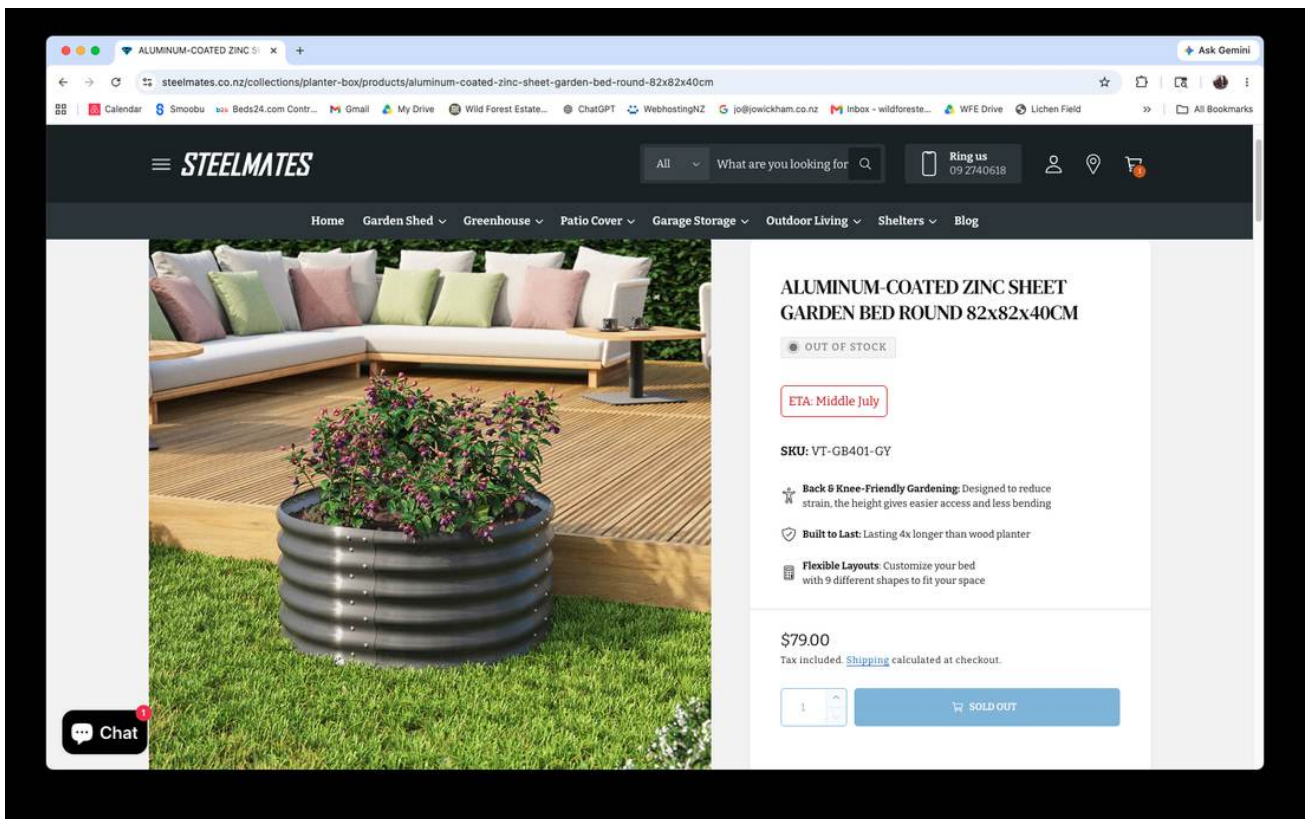 ALUMINUM-COATED ZINC S
Ask Gemini
steelmates.co.nz/collections/planter-box/products/aluminum-coated-zinc-sheet-garden-bed-round-82x82x40cm
Calendar Smoobu Beds24.com Contr... Gmail My Drive Wild Forest Estate... ChatGPT WebhostingNZ jo@jowickham.co.nz Inbox - wildforeste... WFE Drive Lichen Field » All Bookmarks
STEELMATES
All What are you looking for
Ring us
09 2740618
1
Home Garden Shed Greenhouse Patio Cover Garage Storage Outdoor Living Shelters Blog
ALUMINUM-COATED ZINC SHEET
GARDEN BED ROUND 82x82x40CM
OUT OF STOCK
ETA: Middle July
SKU: VT-GB401-GY
Back & Knee-Friendly Gardening: Designed to reduce
strain, the height gives easier access and less bending
Built to Last: Lasting 4x longer than wood planter
Flexible Layouts: Customize your bed
with 9 different shapes to fit your space
$79.00
Tax included. Shipping calculated at checkout.
1
SOLD OUT
1
Chat